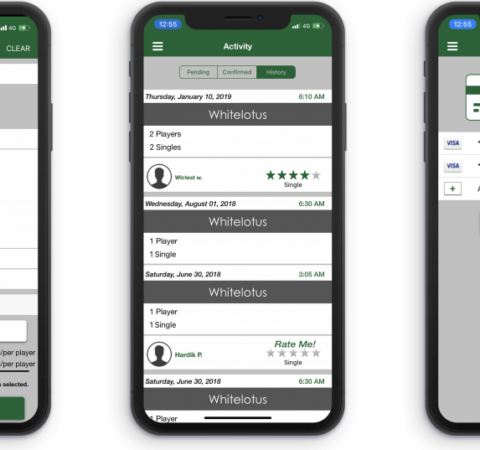 4G
CLEAR
/per player
/per player
selected.
12:55
4G
Activity
Pending Confirmed History
Thursday, January 10, 2019 6:10 AM
Whitelotus
2 Players
2 Singles
Wicteet w.
Single
Wednesday, August 01, 2018 6:30 AM
Whitelotus
1 Player
1 Single
Saturday, June 30, 2018 3:05 AM
Whitelotus
1 Player
1 Single
Rate Me!
Hardik P.
Single
Saturday, June 30, 2018 6:30 AM
Whitelotus
1 Player
12:55
VISA
VISA
+